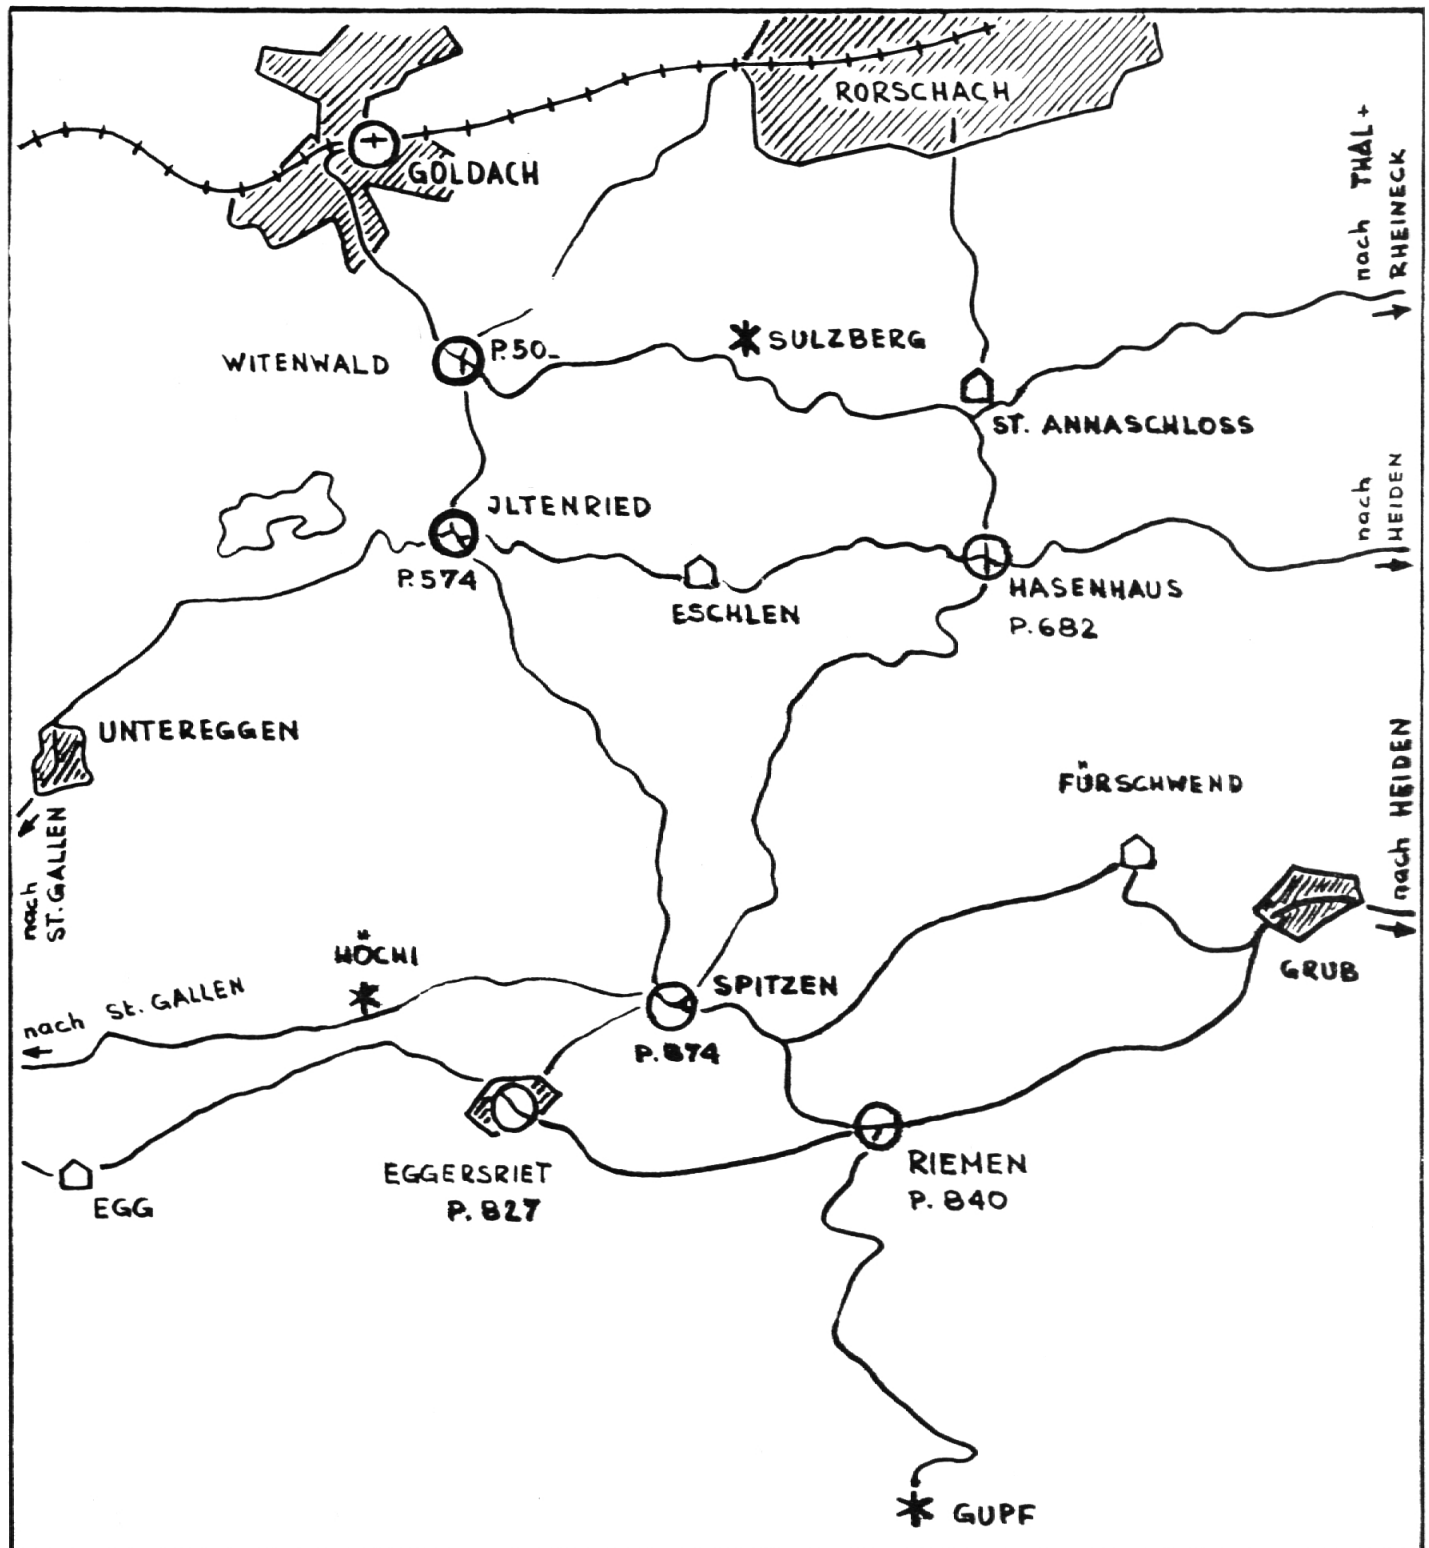 RORSCHACH
GOLDACH
nach THAL +
RHEINECK
WITENWALD
P.50_
SULZBERG
ST. ANNASCHLOSS
JLTENRIED
P.574
ESCHLEN
nach
HEIDEN
HASENHAUS
P.682
UNTEREGGEN
nach
ST.GALLEN
FÜRSCHWEND
nach HEIDEN
GRUB
HÖCHI
nach St. GALLEN
SPITZEN
P.874
EGGERSRIET
P. 827
RIEMEN
P. 840
EGG
GUPF